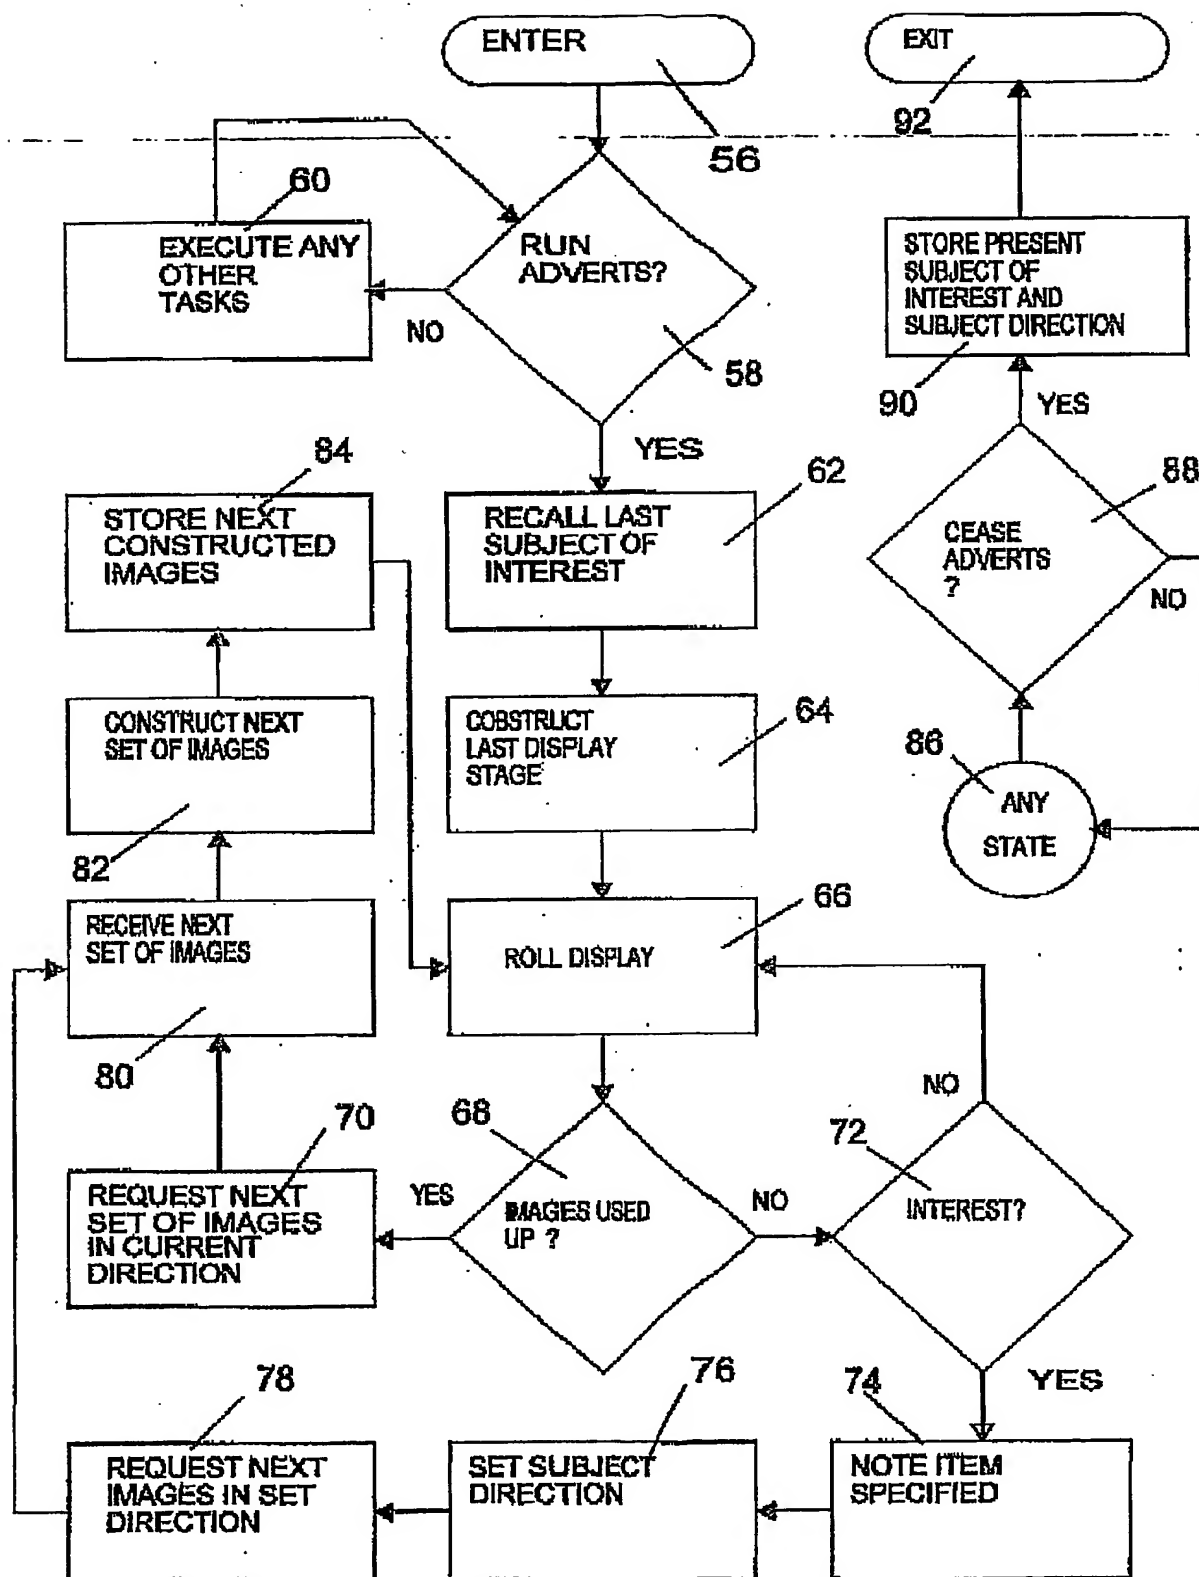 ENTER
56
EXIT
92
60
EXECUTE ANY
OTHER
TASKS
RUN
ADVERTS?
NO
58
YES
STORE PRESENT
SUBJECT OF
INTEREST AND
SUBJECT DIRECTION
90
YES
84
STORE NEXT
CONSTRUCTED
IMAGES
62
RECALL LAST
SUBJECT OF
INTEREST
88
CEASE
ADVERTS
?
NO
CONSTRUCT NEXT
SET OF IMAGES
82
COBSTRUCT
LAST DISPLAY
STAGE
64
86
ANY
STATE
RECEIVE NEXT
SET OF IMAGES
80
66
ROLL DISPLAY
70
REQUEST NEXT
SET OF IMAGES
IN CURRENT
DIRECTION
YES
68
IMAGES USED
UP ?
NO
72
INTEREST?
NO
YES
78
REQUEST NEXT
IMAGES IN SET
DIRECTION
76
SET SUBJECT
DIRECTION
74
NOTE ITEM
SPECIFIED